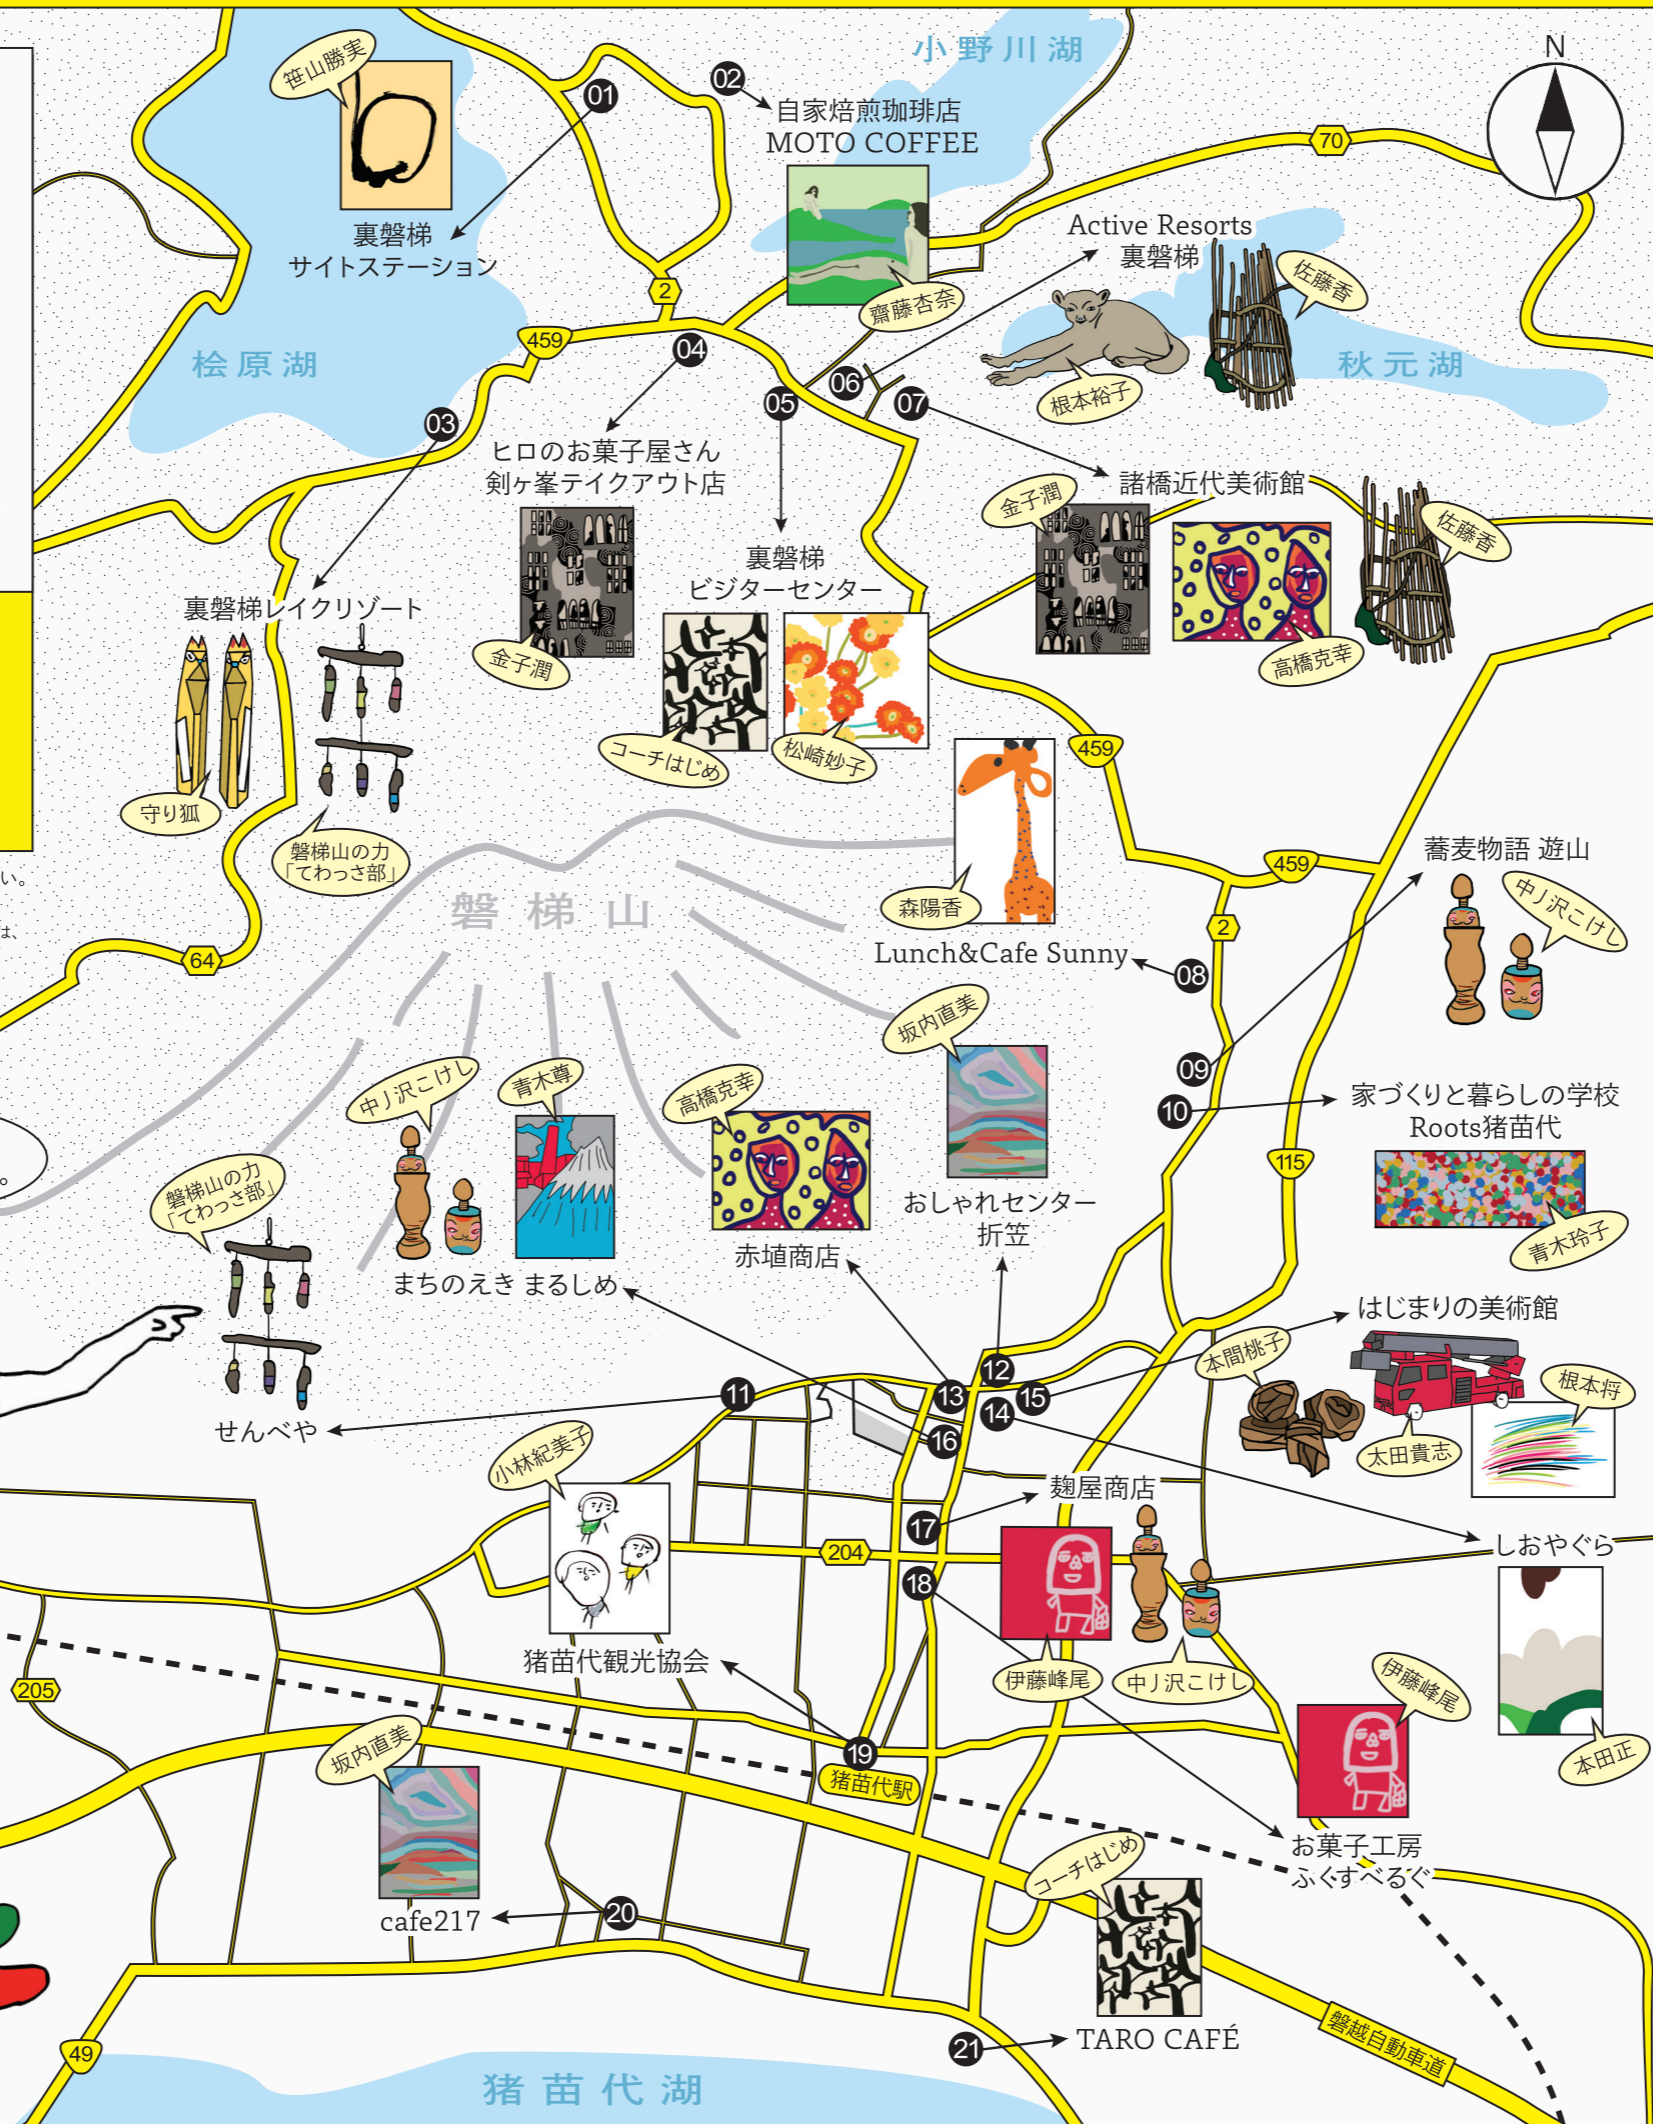 小野川湖
N
笹山勝実
01
02
自家焙煎珈琲店
MOTO COFFEE
70
裏磐梯
サイトステーション
Active Resorts
裏磐梯
佐藤香
2
齋藤杏奈
459
04
桧原湖
秋元湖
06
05
07
根本裕子
03
ヒロのお菓子屋さん
剣ヶ峯テイクアウト店
諸橋近代美術館
金子潤
佐藤香
裏磐梯
ビジターセンター
裏磐梯レイクリゾート
金子潤
高橋克幸
コーチはじめ
松崎妙子
459
守り狐
磐梯山の力
「てわっさ部」
蕎麦物語 遊山
459
い。
中ノ沢こけし
磐梯山
森陽香
2
は、
Lunch&Cafe Sunny
08
64
坂内直美
09
中ノ沢こけし
青木尊
高橋克幸
10
家づくりと暮らしの学校
Roots猪苗代
115
。
磐梯山の力
「てわっさ部」
おしゃれセンター
折笠
青木玲子
赤埴商店
まちのえき まるしめ
はじまりの美術館
本間桃子
12
11
13
15
14
根本将
せんべや
16
太田貴志
小林紀美子
麹屋商店
17
しおやぐら
204
18
猪苗代観光協会
伊藤峰尾
中ノ沢こけし
伊藤峰尾
205
坂内直美
19
猪苗代駅
本田正
お菓子工房
ふくすべるぐ
コーチはじめ
cafe217
20
TARO CAFÉ
21
磐越自動車道
49
猪苗代湖